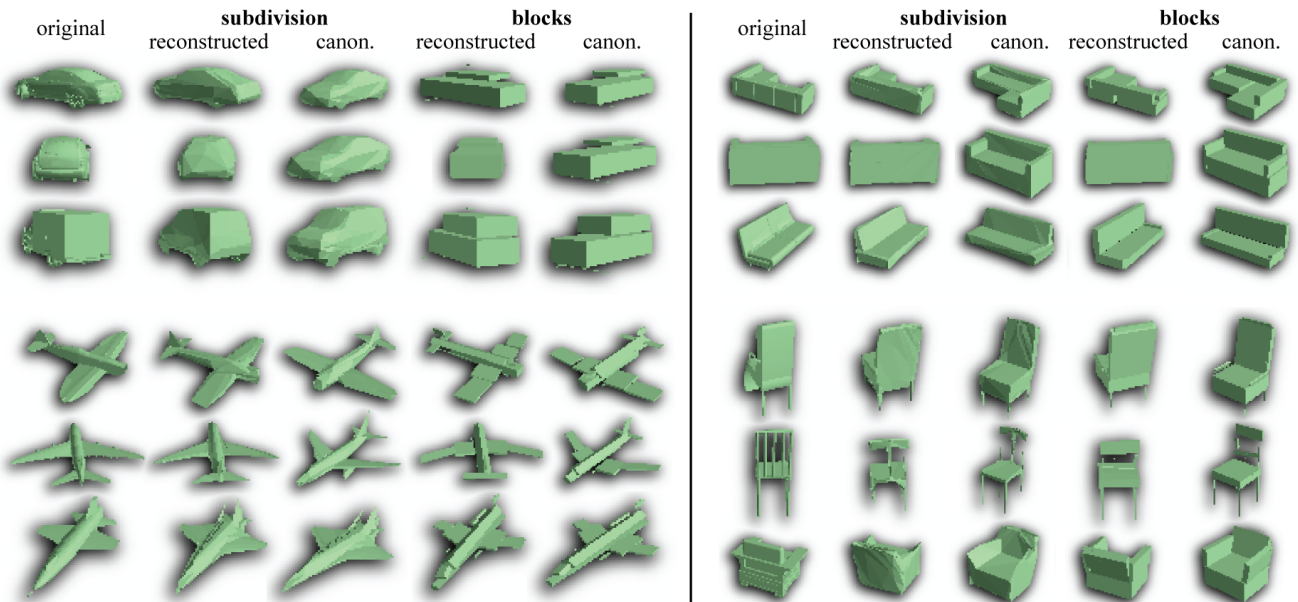 subdivision blocks
original reconstructed canon. reconstructed canon.
subdivision blocks
original reconstructed canon. reconstructed canon.